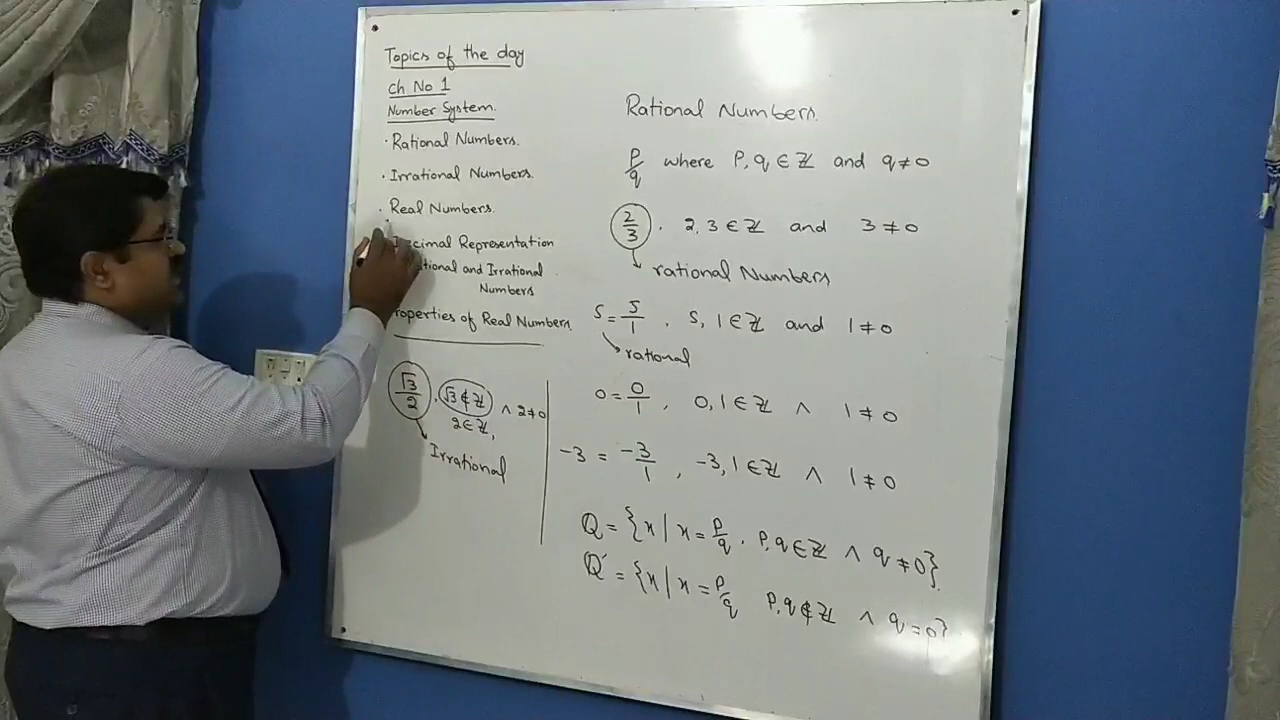 Topics of the day
Ch No 1
Number System.
· Rational Numbers.
· Irrational Numbers.
· Real Numbers.
Representation
and Irrational
Numbers
Properties of Real Numbers.
√3/2 , √3 ∉ ℤ
2 ∈ ℤ, ∧ 2≠0
Irrational
Rational Numbers.
P/q where P, q ∈ ℤ and q ≠ 0
2/3 . 2, 3 ∈ ℤ and 3 ≠ 0
rational Numbers
5 = 5/1 , 5, 1 ∈ ℤ and 1 ≠ 0
rational
0 = 0/1 , 0, 1 ∈ ℤ ∧ 1 ≠ 0
-3 = -3/1 , -3, 1 ∈ ℤ ∧ 1 ≠ 0
Q = {x | x = P/q . P, q ∈ ℤ ∧ q ≠ 0}
Q′ = {x | x = P/q P, q ∉ ℤ ∧ q = 0}